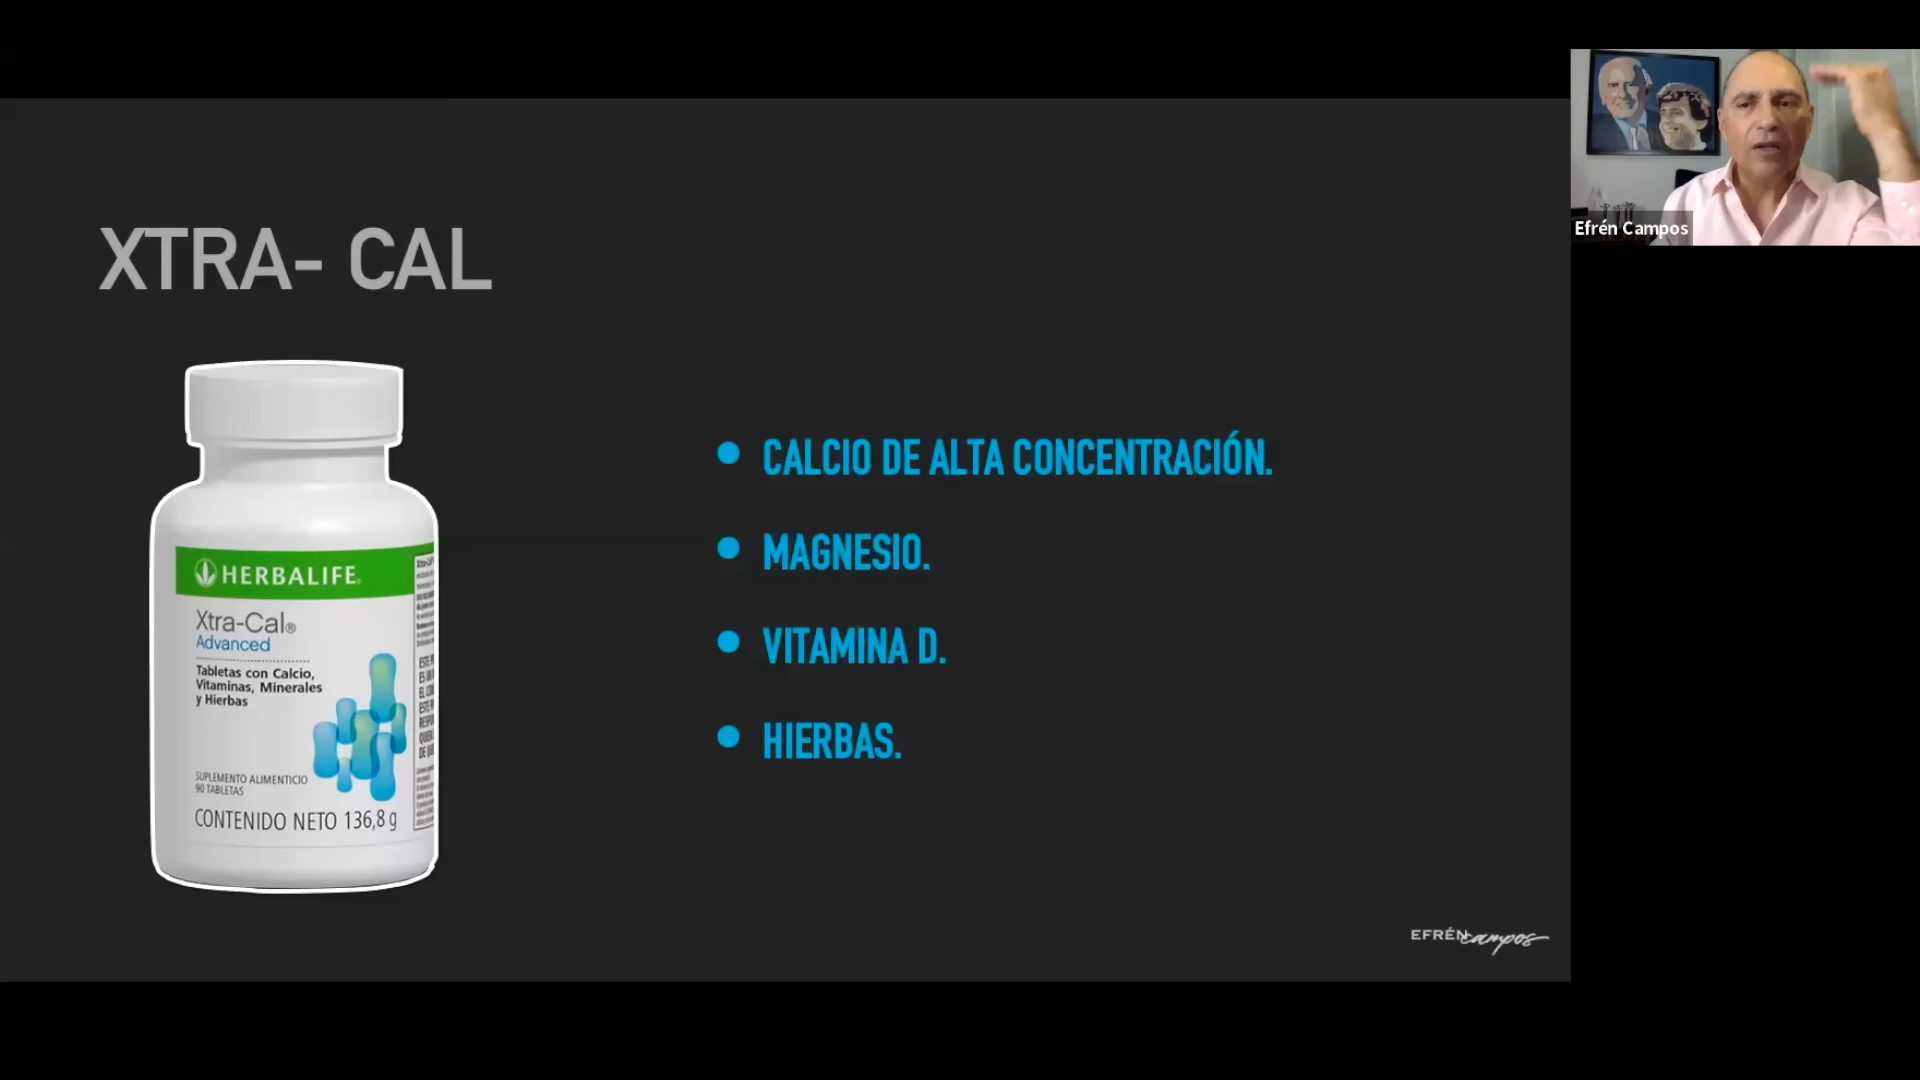 XTRA- CAL
HERBALIFE
Xtra-Cal®
Advanced
Tabletas con Calcio,
Vitaminas, Minerales
y Hierbas
SUPLEMENTO ALIMENTICIO
90 TABLETAS
CONTENIDO NETO 136,8 g
CALCIO DE ALTA CONCENTRACIÓN.
MAGNESIO.
VITAMINA D.
HIERBAS.
EFRÉN campos
Efrén Campos